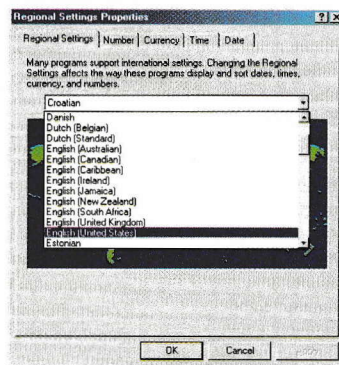 Regional Settings Properties
Regional Settings
Number
Currency
Time
Date
Many programs support international settings. Changing the Regional
Settings affects the way these programs display and sort dates, times,
currency, and numbers.
Croatian
Danish
Dutch (Belgian)
Dutch (Standard)
English (Australian)
English (Canadian)
English (Caribbean)
English (Ireland)
English (Jamaica)
English (New Zealand)
English (South Africa)
English (United Kingdom)
English (United States)
Estonian
OK
Cancel